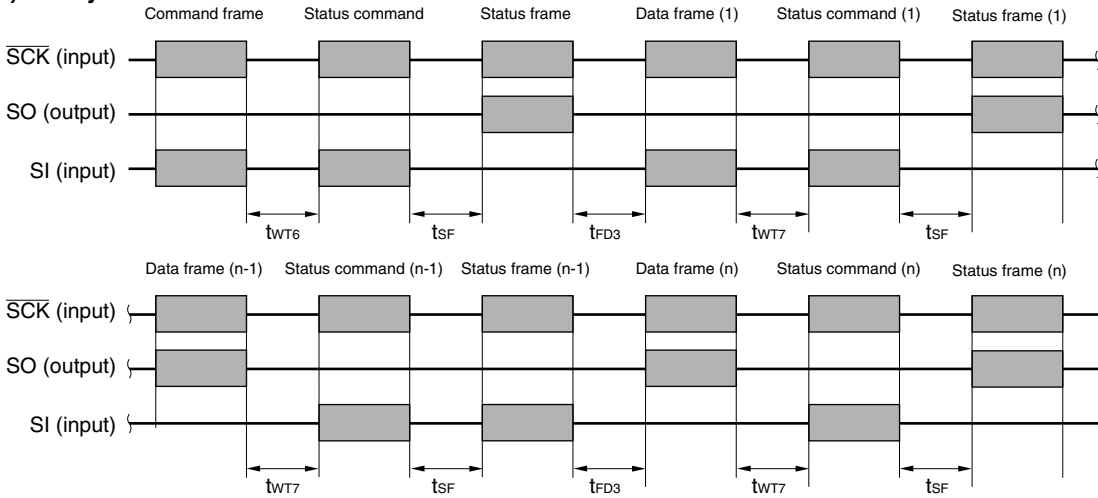 Command frame Status command Status frame Data frame (1) Status command (1) Status frame (1)
SCK (input)
SO (output)
SI (input)
tWT6 tSF tFD3 tWT7 tSF
Data frame (n-1) Status command (n-1) Status frame (n-1) Data frame (n) Status command (n) Status frame (n)
SCK (input)
SO (output)
SI (input)
tWT7 tSF tFD3 tWT7 tSF